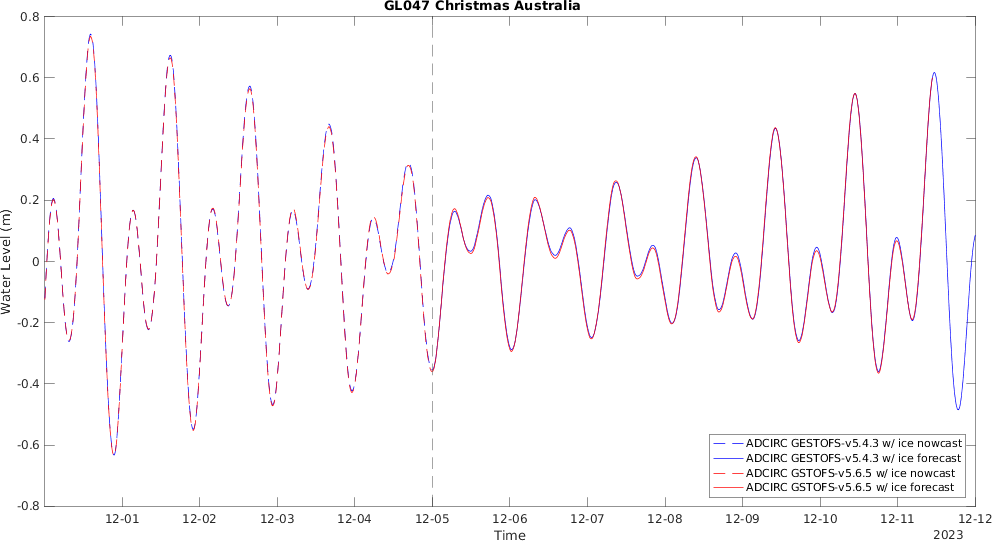 GL047 Christmas Australia
0.8
0.6
0.4
0.2
0
-0.2
-0.4
-0.6
-0.8
Water Level (m)
12-01 12-02 12-03 12-04 12-05 12-06 12-07 12-08 12-09 12-10 12-11 12-12
Time
2023
ADCIRC GESTOFS-v5.4.3 w/ ice nowcast
ADCIRC GESTOFS-v5.4.3 w/ ice forecast
ADCIRC GSTOFS-v5.6.5 w/ ice nowcast
ADCIRC GSTOFS-v5.6.5 w/ ice forecast